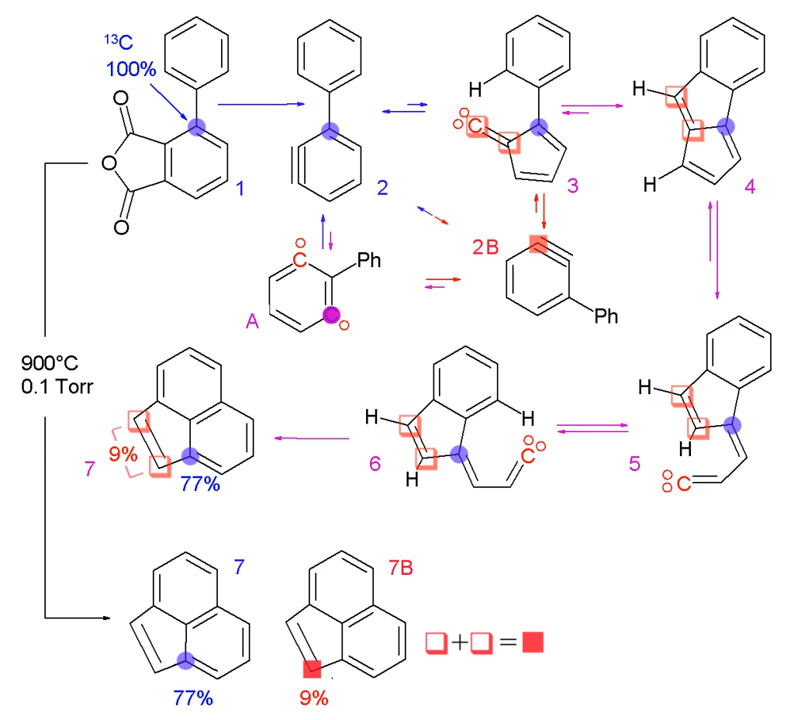 13C
100%
O
O
O
1
2
H
C
3
H
H
4
C
Ph
A
2B
Ph
900°C
0.1 Torr
9%
7
77%
H
H
H
C
6
H
H
C
5
7
77%
7B
9%
+ =